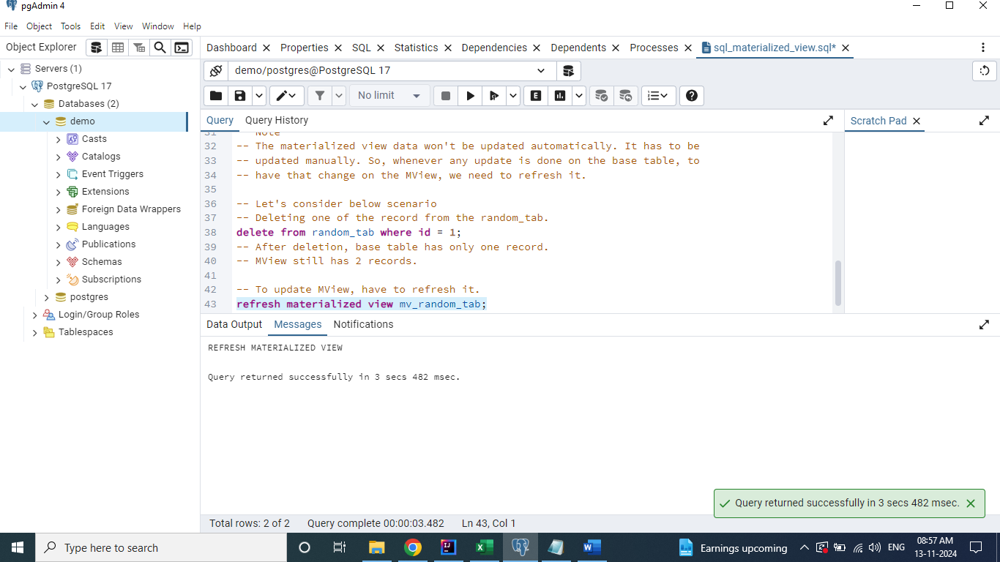 pgAdmin 4
File Object Tools Edit View Window Help
Object Explorer
Dashboard Properties SQL Statistics Dependencies Dependents Processes sql_materialized_view.sql*
Servers (1)
PostgreSQL 17
Databases (2)
demo
Casts
Catalogs
Event Triggers
Extensions
Foreign Data Wrappers
Languages
Publications
Schemas
Subscriptions
postgres
Login/Group Roles
Tablespaces
demo/postgres@PostgreSQL 17
No limit
E
Query Query History
Scratch Pad
31 -- Note
32 -- The materialized view data won't be updated automatically. It has to be
33 -- updated manually. So, whenever any update is done on the base table, to
34 -- have that change on the MView, we need to refresh it.
35
36 -- Let's consider below scenario
37 -- Deleting one of the record from the random_tab.
38 delete from random_tab where id = 1;
39 -- After deletion, base table has only one record.
40 -- MView still has 2 records.
41
42 -- To update MView, have to refresh it.
43 refresh materialized view mv_random_tab;
Data Output Messages Notifications
REFRESH MATERIALIZED VIEW
Query returned successfully in 3 secs 482 msec.
Query returned successfully in 3 secs 482 msec.
Total rows: 2 of 2 Query complete 00:00:03.482 Ln 43, Col 1
Type here to search
Earnings upcoming
ENG
08:57 AM
13-11-2024